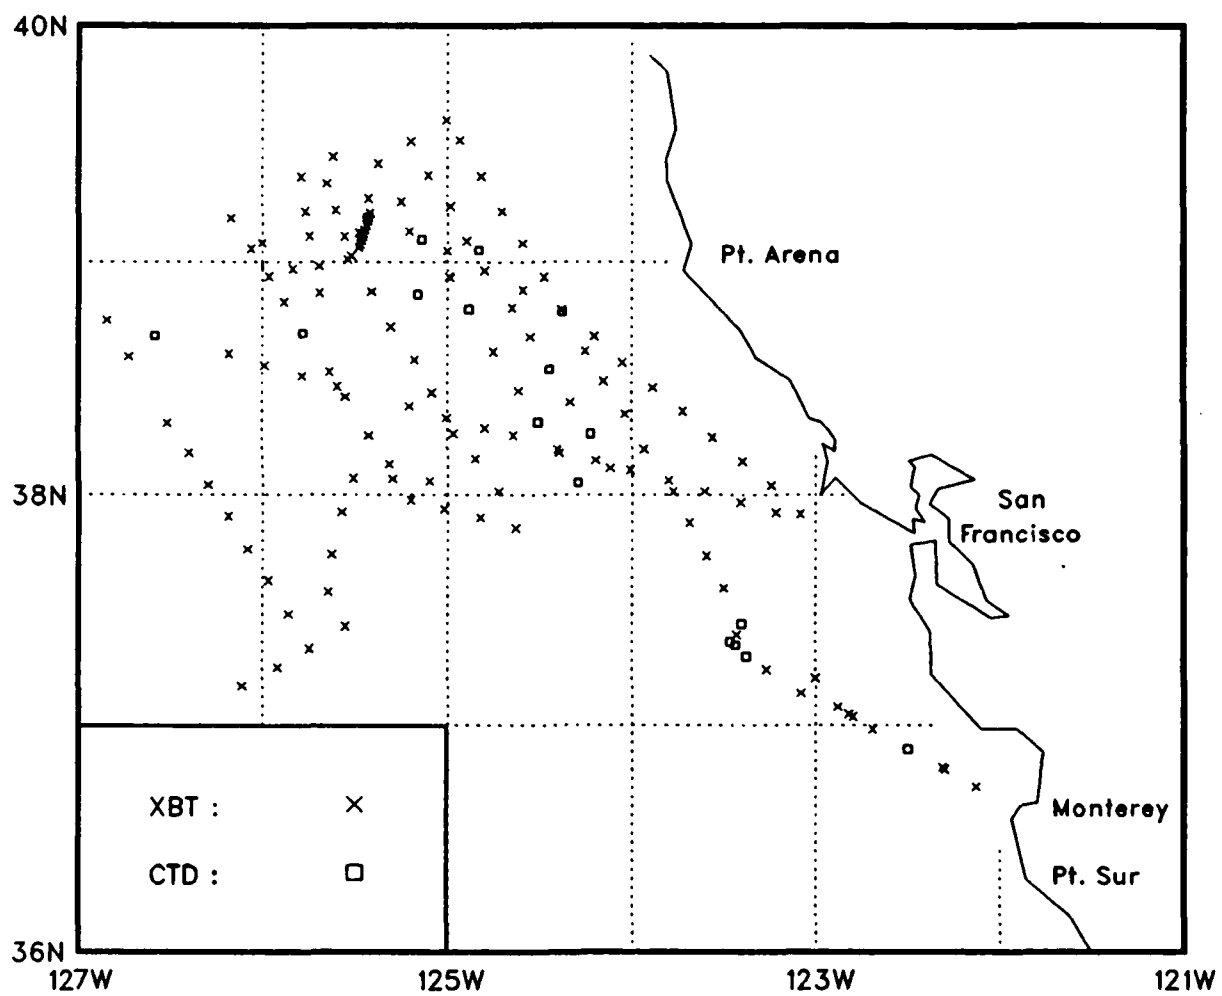 40N
Pt. Arena
38N
San
Francisco
XBT :
Monterey
CTD :
Pt. Sur
36N
127W 125W 123W 121W